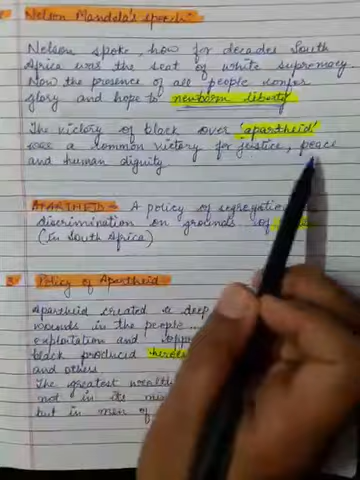 Nelson Mandela's speech
Nelson spoke, how for decades South
Africa was the seat of white supremacy.
Now the presence of all people confer
glory and hope to newborn liberty
The victory of black over 'apartheid'
was a common victory for justice, peace
and human dignity
APARTHEID - A policy of segregation
discrimination on grounds of
(In South Africa)
Policy of Apartheid
Apartheid created a deep
wounds in the people...
exploitation and
black produced heroes
and others
The greatest wealth
not in its
but in men of